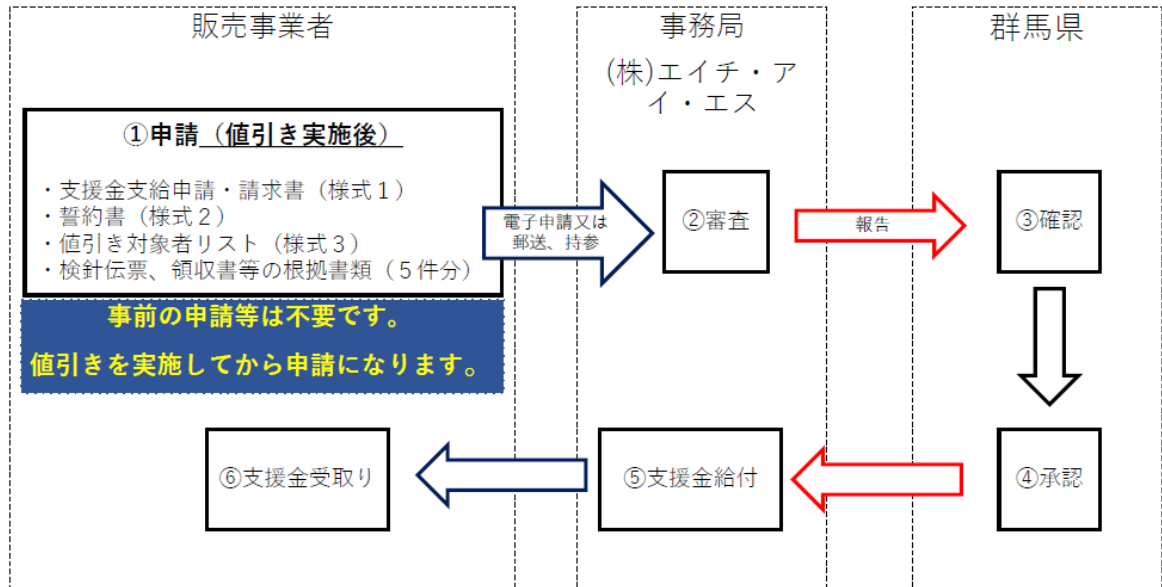 販売事業者
事務局
(株)エイチ・ア
イ・エス
群馬県
①申請（値引き実施後）
・支援金支給申請・請求書（様式１）
・誓約書（様式２）
・値引き対象者リスト（様式３）
・検針伝票、領収書等の根拠書類（５件分）
事前の申請等は不要です。
値引きを実施してから申請になります。
電子申請又は
郵送、持参
②審査
報告
③確認
④承認
⑤支援金給付
⑥支援金受取り